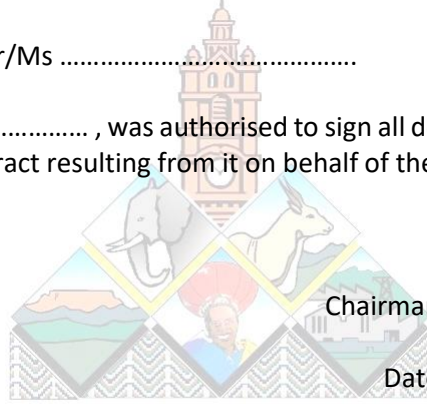 r/Ms ………………………………………….
…………… , was authorised to sign all d
ract resulting from it on behalf of the
Chairma
Dat